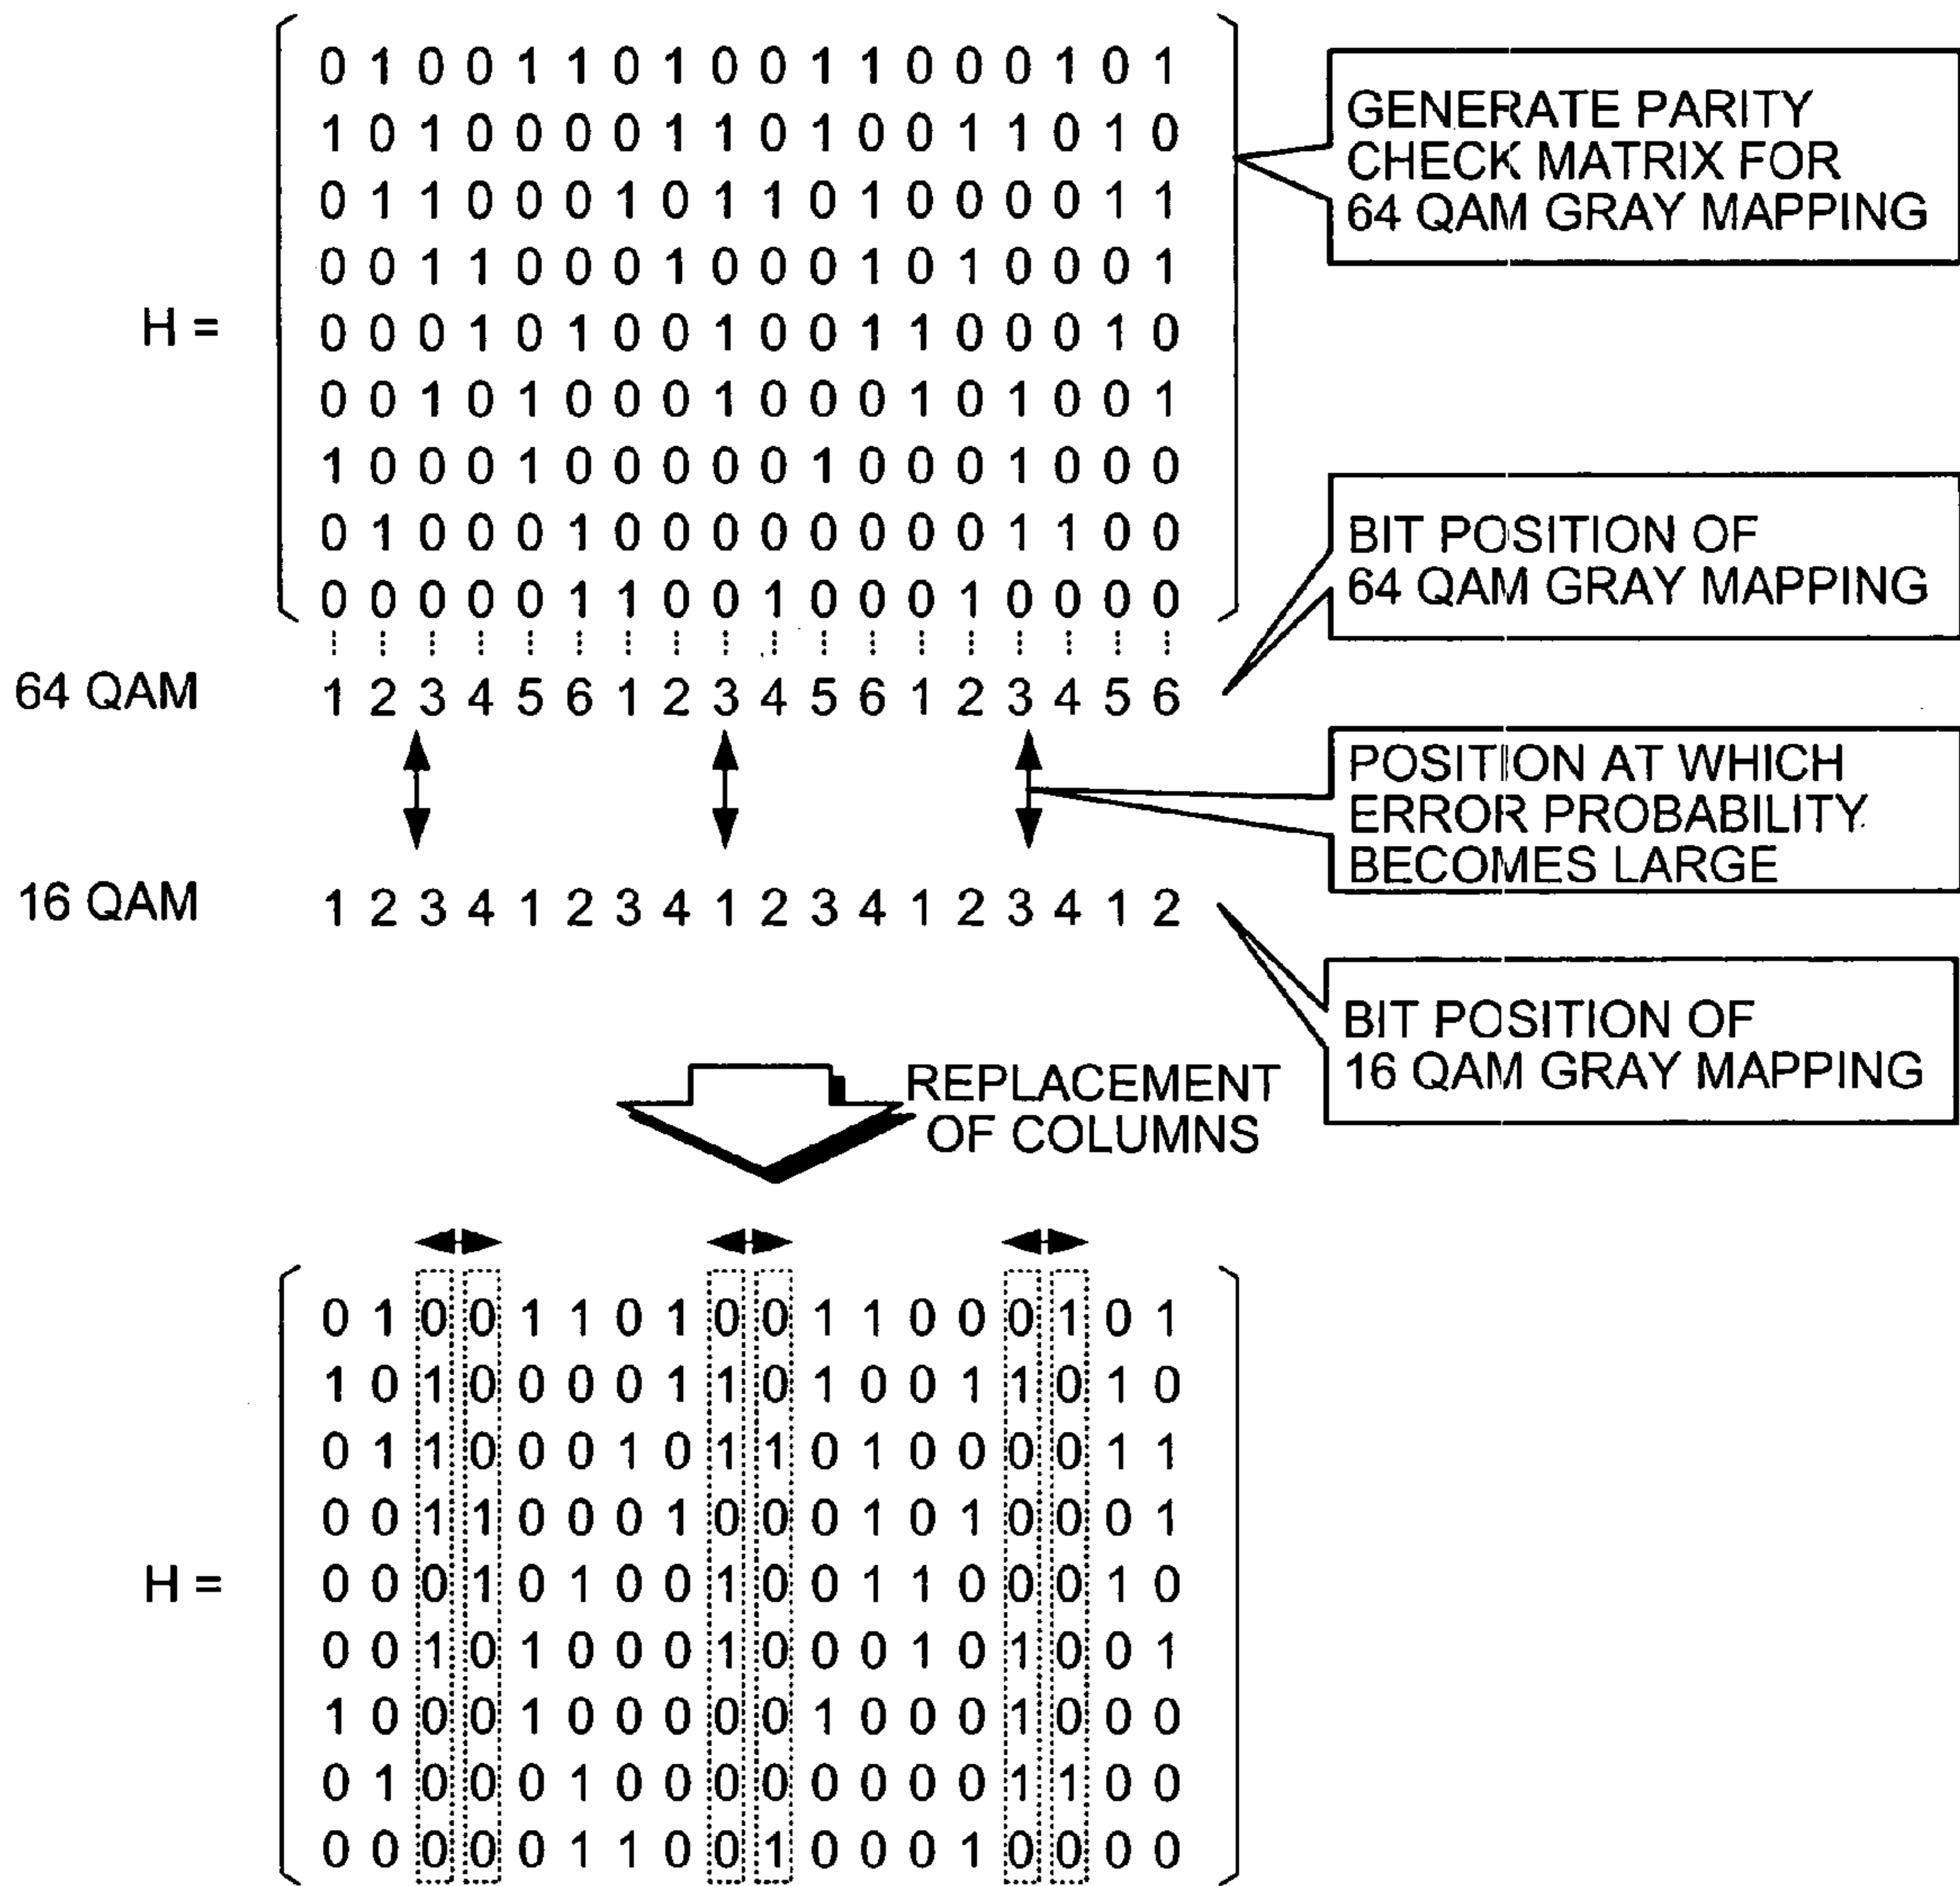 0 1 0 0 1 1 0 1 0 0 1 1 0 0 0 1 0 1
1 0 1 0 0 0 0 1 1 0 1 0 0 1 1 0 1 0
0 1 1 0 0 0 1 0 1 1 0 1 0 0 0 0 1 1
0 0 1 1 0 0 0 1 0 0 0 1 0 1 0 0 0 1
H =
0 0 0 1 0 1 0 0 1 0 0 1 1 0 0 0 1 0
0 0 1 0 1 0 0 0 1 0 0 0 1 0 1 0 0 1
1 0 0 0 1 0 0 0 0 0 1 0 0 0 1 0 0 0
0 1 0 0 0 1 0 0 0 0 0 0 0 0 1 1 0 0
0 0 0 0 0 1 1 0 0 1 0 0 0 1 0 0 0 0
GENERATE PARITY
CHECK MATRIX FOR
64 QAM GRAY MAPPING
BIT POSITION OF
64 QAM GRAY MAPPING
64 QAM 1 2 3 4 5 6 1 2 3 4 5 6 1 2 3 4 5 6
POSITION AT WHICH
ERROR PROBABILITY
BECOMES LARGE
16 QAM 1 2 3 4 1 2 3 4 1 2 3 4 1 2 3 4 1 2
BIT POSITION OF
16 QAM GRAY MAPPING
REPLACEMENT
OF COLUMNS
0 1 0 0 1 1 0 1 0 0 1 1 0 0 0 1 0 1
1 0 1 0 0 0 0 1 1 0 1 0 0 1 1 0 1 0
0 1 1 0 0 0 1 0 1 1 0 1 0 0 0 0 1 1
0 0 1 1 0 0 0 1 0 0 0 1 0 1 0 0 0 1
H =
0 0 0 1 0 1 0 0 1 0 0 1 1 0 0 0 1 0
0 0 1 0 1 0 0 0 1 0 0 0 1 0 1 0 0 1
1 0 0 0 1 0 0 0 0 0 1 0 0 0 1 0 0 0
0 1 0 0 0 1 0 0 0 0 0 0 0 0 1 1 0 0
0 0 0 0 0 1 1 0 0 1 0 0 0 1 0 0 0 0